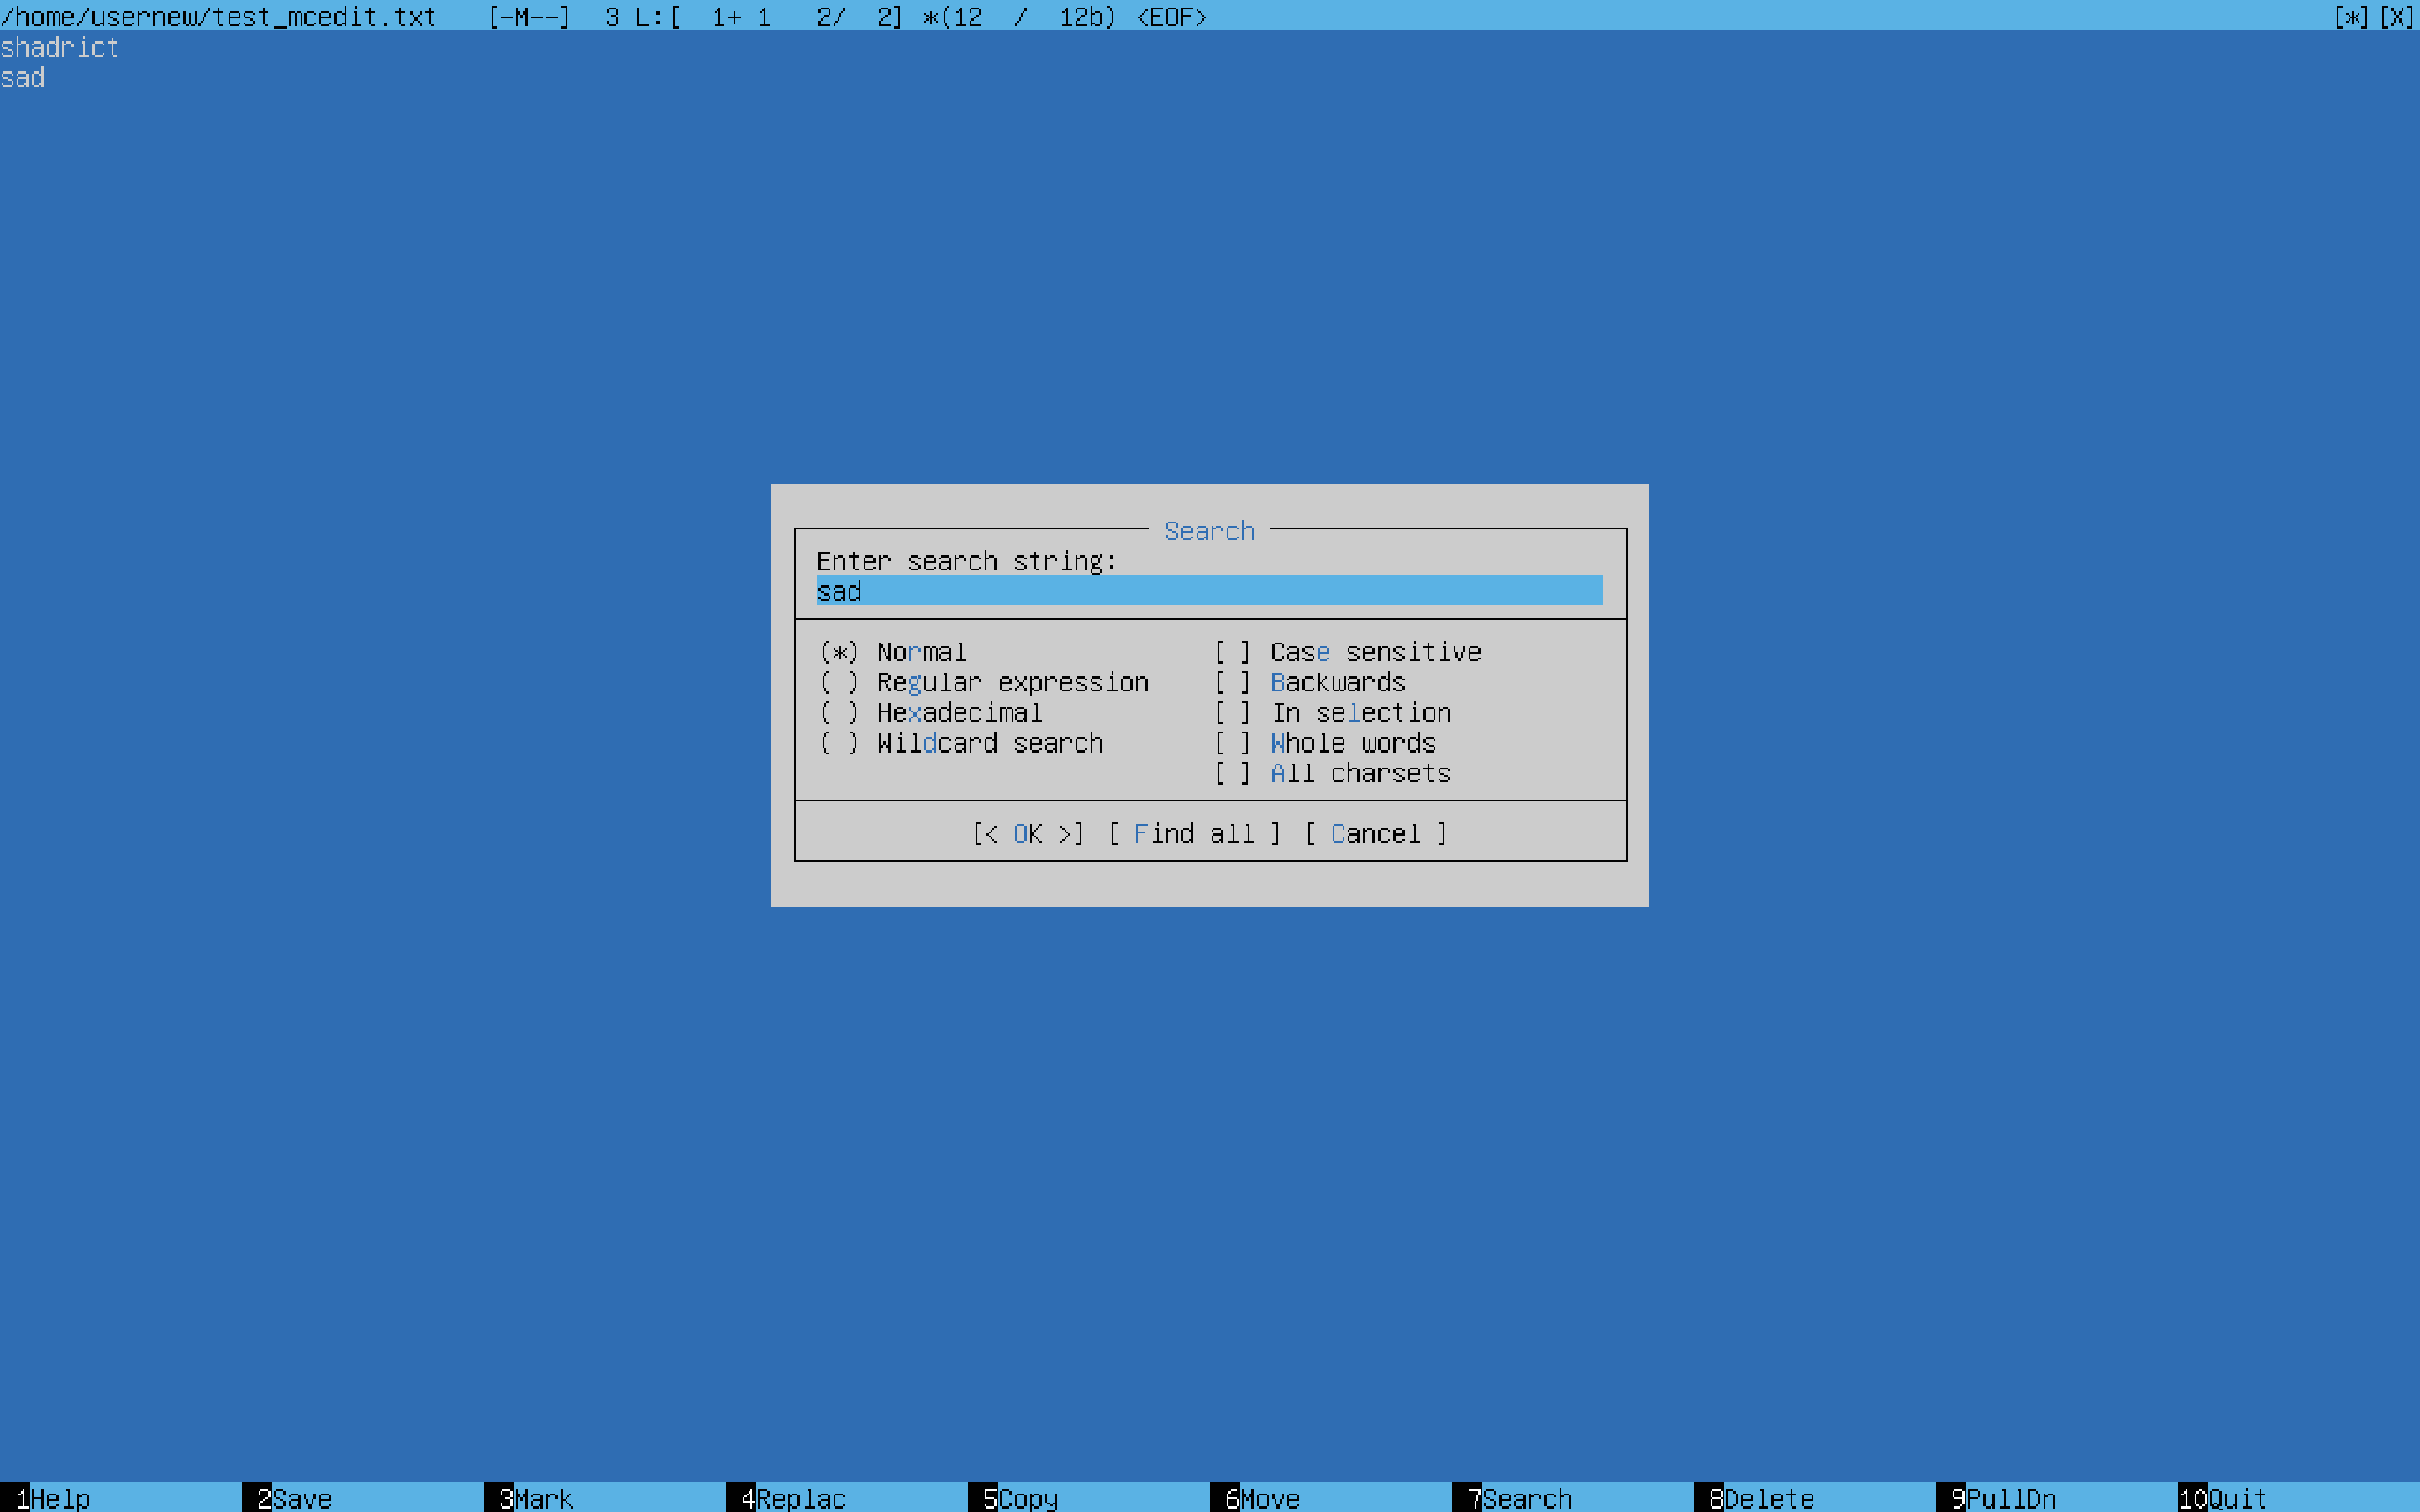 /home/usernew/test_mcedit.txt [-M--] 3 L:[ 1+ 1 2/ 2] *(12 / 12b) <EOF> [*][X]
shadrict
sad
Search
Enter search string:
sad
(*) Normal [ ] Case sensitive
( ) Regular expression [ ] Backwards
( ) Hexadecimal [ ] In selection
( ) Wildcard search [ ] Whole words
[ ] All charsets
[< OK >] [ Find all ] [ Cancel ]
1Help 2Save 3Mark 4Replac 5Copy 6Move 7Search 8Delete 9PullDn 10Quit